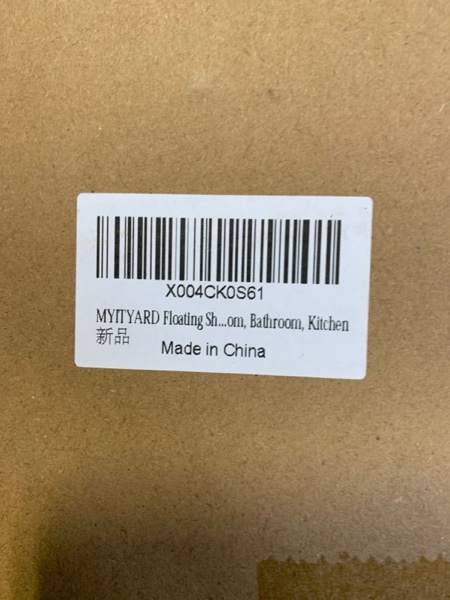 X004CK0S61
MYITYARD Floating Sh...om, Bathroom, Kitchen
新品
Made in China